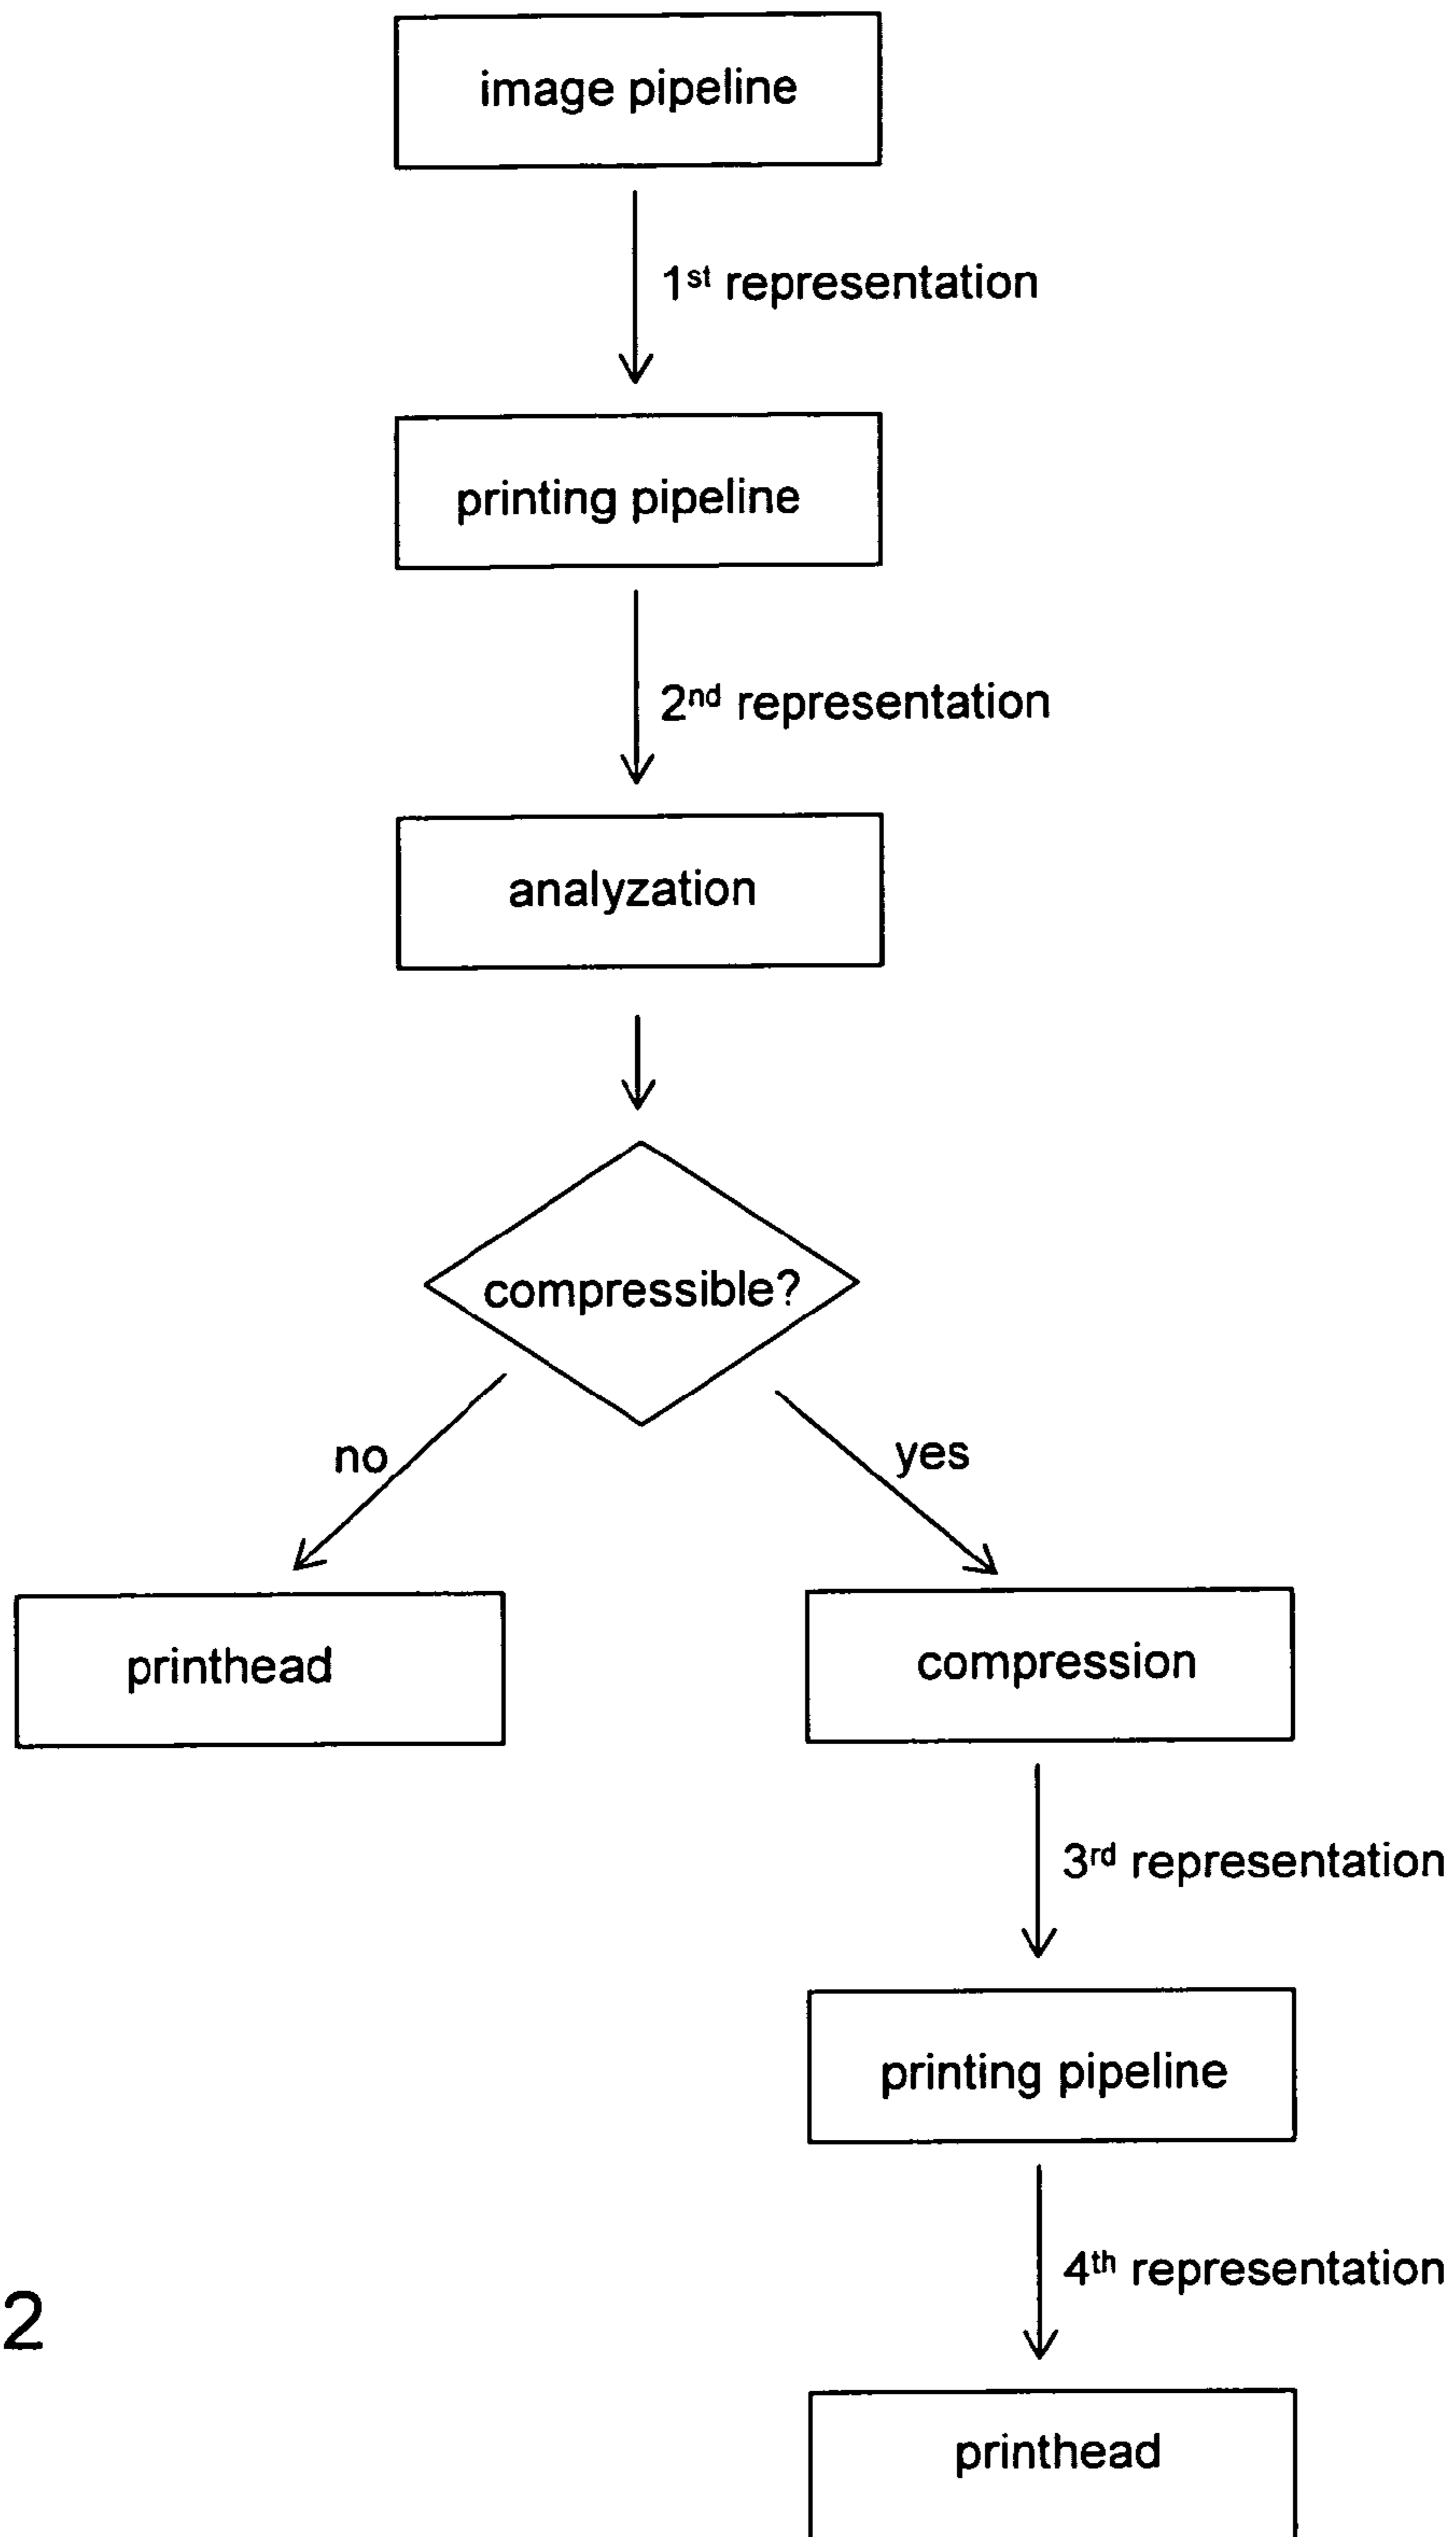 image pipeline
1st representation
printing pipeline
2nd representation
analyzation
compressible?
no
yes
printhead
compression
3rd representation
printing pipeline
4th representation
2
printhead